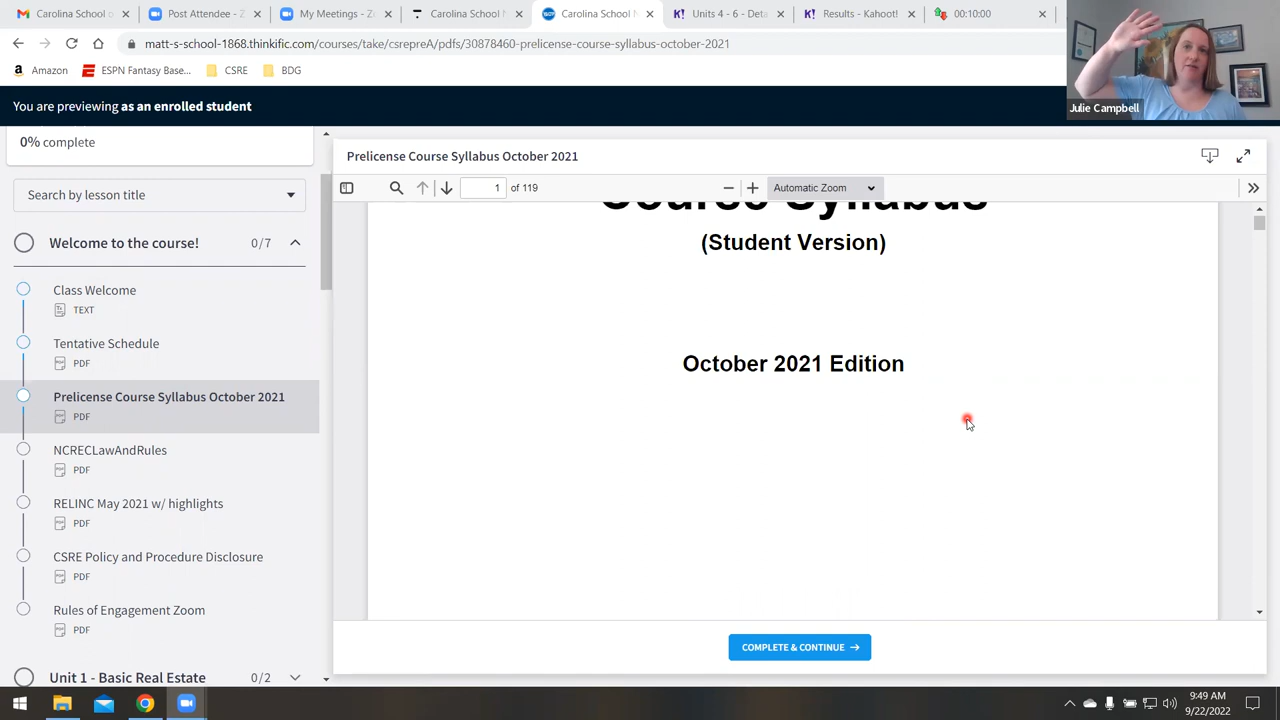 Carolina School o
Post Attendee - Z
My Meetings - Z
Carolina School N
Carolina School N
Units 4 - 6 - Deta
Results - Kahoot!
00:10:00
matt-s-school-1868.thinkific.com/courses/take/csrepreA/pdfs/30878460-prelicense-course-syllabus-october-2021
Amazon
ESPN Fantasy Base...
CSRE
BDG
Julie Campbell
You are previewing as an enrolled student
0% complete
Prelicense Course Syllabus October 2021
Search by lesson title
1 of 119
Automatic Zoom
Course Syllabus
(Student Version)
October 2021 Edition
Welcome to the course! 0/7
Class Welcome
TEXT
Tentative Schedule
PDF
Prelicense Course Syllabus October 2021
PDF
NCRECLawAndRules
PDF
RELINC May 2021 w/ highlights
PDF
CSRE Policy and Procedure Disclosure
PDF
Rules of Engagement Zoom
PDF
Unit 1 - Basic Real Estate 0/2
COMPLETE & CONTINUE
9:49 AM
9/22/2022